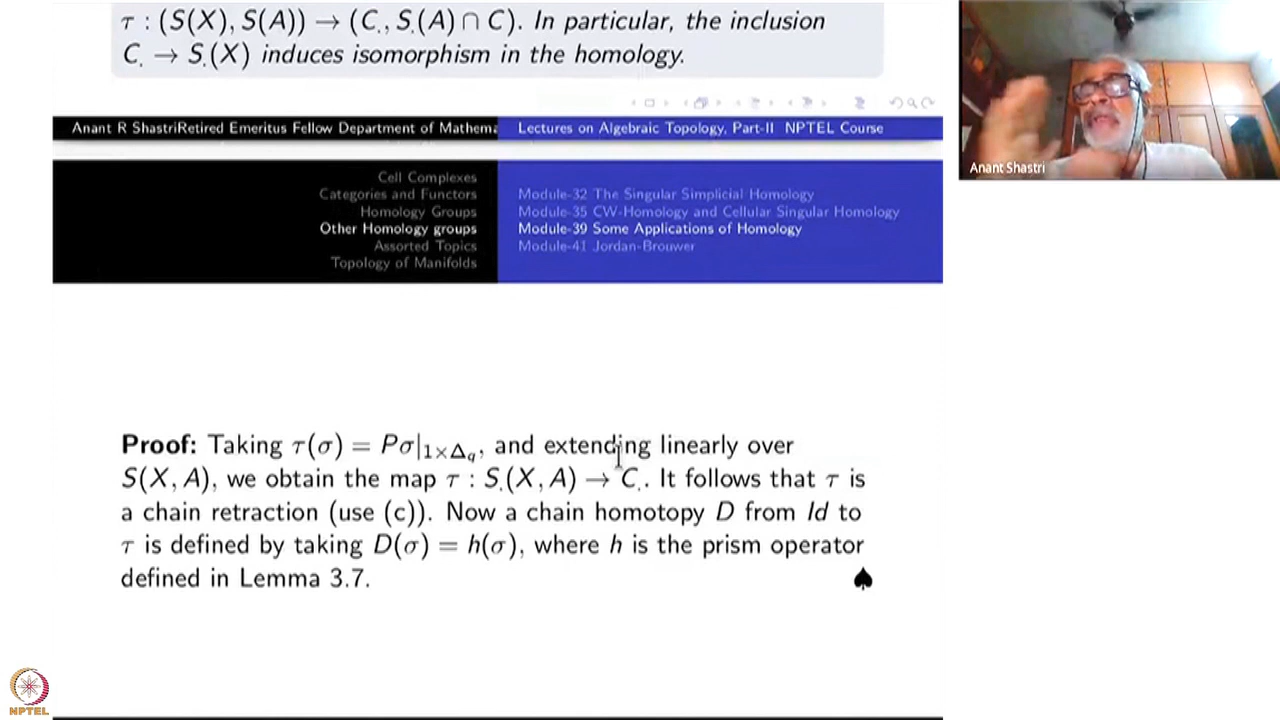 τ : (S(X), S(A)) → (C., S.(A) ∩ C). In particular, the inclusion
C. → S.(X) induces isomorphism in the homology.
Anant R ShastriRetired Emeritus Fellow Department of Mathema
Lectures on Algebraic Topology, Part-II NPTEL Course
Cell Complexes
Categories and Functors
Homology Groups
Other Homology groups
Assorted Topics
Topology of Manifolds
Module-32 The Singular Simplicial Homology
Module-35 CW-Homology and Cellular Singular Homology
Module-39 Some Applications of Homology
Module-41 Jordan-Brouwer
Anant Shastri
Proof: Taking τ(σ) = Pσ|1×Δq, and extending linearly over
S(X, A), we obtain the map τ : S.(X, A) → C.. It follows that τ is
a chain retraction (use (c)). Now a chain homotopy D from Id to
τ is defined by taking D(σ) = h(σ), where h is the prism operator
defined in Lemma 3.7.
NPTEL